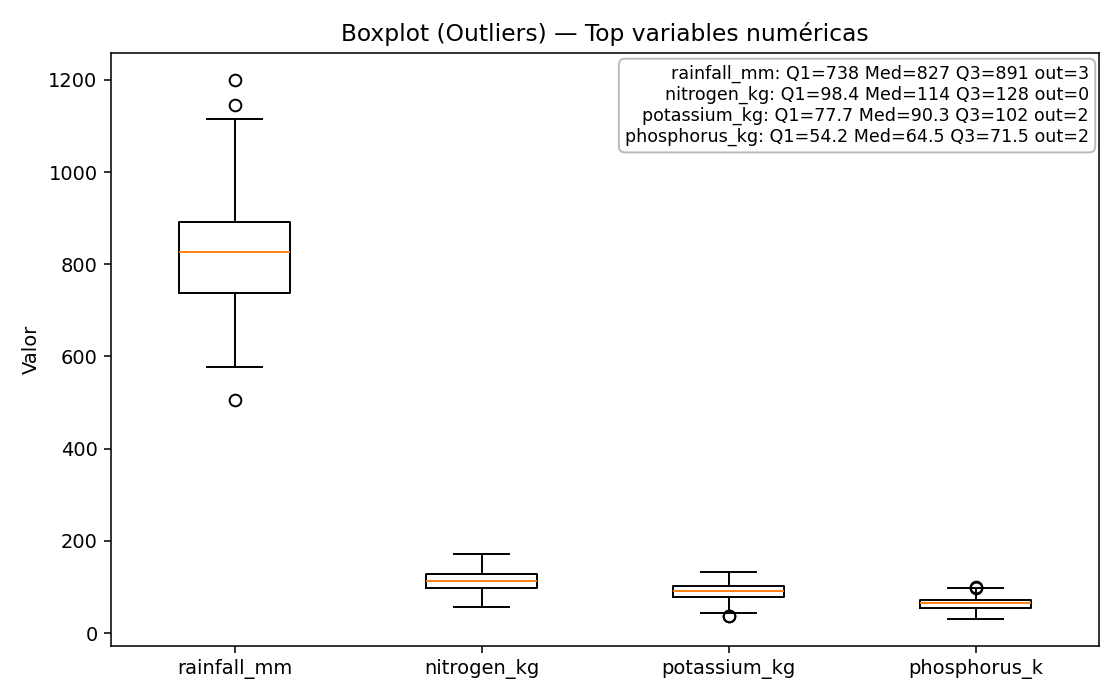 Boxplot (Outliers) — Top variables numéricas
rainfall_mm: Q1=738 Med=827 Q3=891 out=3
nitrogen_kg: Q1=98.4 Med=114 Q3=128 out=0
potassium_kg: Q1=77.7 Med=90.3 Q3=102 out=2
phosphorus_kg: Q1=54.2 Med=64.5 Q3=71.5 out=2
1200
1000
800
600
400
200
0
Valor
rainfall_mm nitrogen_kg potassium_kg phosphorus_k